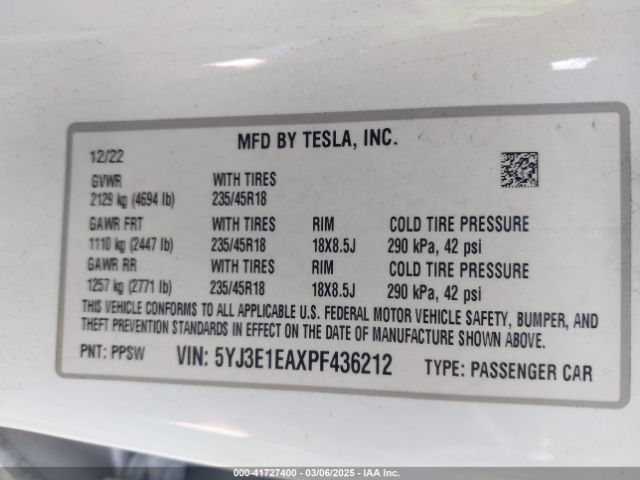 MFD BY TESLA, INC.
12/22
GVWR WITH TIRES
2129 kg (4694 lb) 235/45R18
GAWR FRT WITH TIRES RIM COLD TIRE PRESSURE
1110 kg (2447 lb) 235/45R18 18X8.5J 290 kPa, 42 psi
GAWR RR WITH TIRES RIM COLD TIRE PRESSURE
1257 kg (2771 lb) 235/45R18 18X8.5J 290 kPa, 42 psi
THIS VEHICLE CONFORMS TO ALL APPLICABLE U.S. FEDERAL MOTOR VEHICLE SAFETY, BUMPER, AND
THEFT PREVENTION STANDARDS IN EFFECT ON THE DATE OF MANUFACTURE SHOWN ABOVE.
PNT: PPSW VIN: 5YJ3E1EAXPF436212 TYPE: PASSENGER CAR
000-41727400 - 03/06/2025 - IAAI Copart